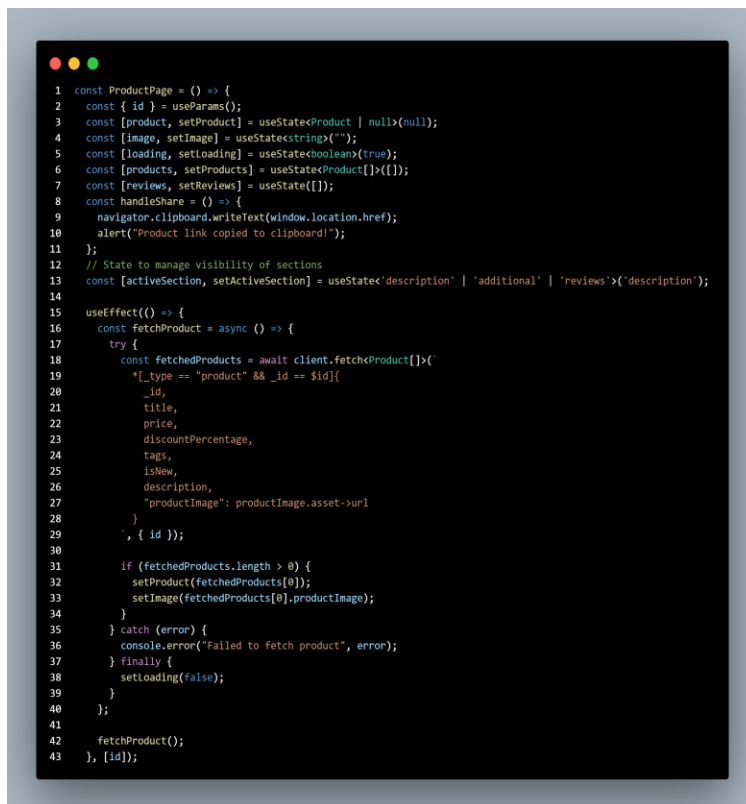 1 const ProductPage = () => {
2 const { id } = useParams();
3 const [product, setProduct] = useState<Product | null>(null);
4 const [image, setImage] = useState<string>("");
5 const [loading, setLoading] = useState<boolean>(true);
6 const [products, setProducts] = useState<Product[]>([]);
7 const [reviews, setReviews] = useState([]);
8 const handleShare = () => {
9 navigator.clipboard.writeText(window.location.href);
10 alert("Product link copied to clipboard!");
11 };
12 // State to manage visibility of sections
13 const [activeSection, setActiveSection] = useState<'description' | 'additional' | 'reviews'>('description');
14
15 useEffect(() => {
16 const fetchProduct = async () => {
17 try {
18 const fetchedProducts = await client.fetch<Product[]>(`
19 *[_type == "product" && _id == $id]{
20 _id,
21 title,
22 price,
23 discountPercentage,
24 tags,
25 isNew,
26 description,
27 "productImage": productImage.asset->url
28 }
29 `, { id });
30
31 if (fetchedProducts.length > 0) {
32 setProduct(fetchedProducts[0]);
33 setImage(fetchedProducts[0].productImage);
34 }
35 } catch (error) {
36 console.error("Failed to fetch product", error);
37 } finally {
38 setLoading(false);
39 }
40 };
41
42 fetchProduct();
43 }, [id]);